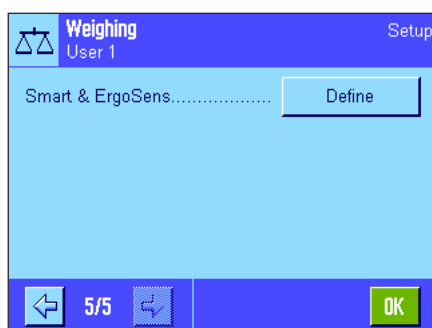 Weighing
Setup
User 1
Smart & ErgoSens................... Define
5/5
OK